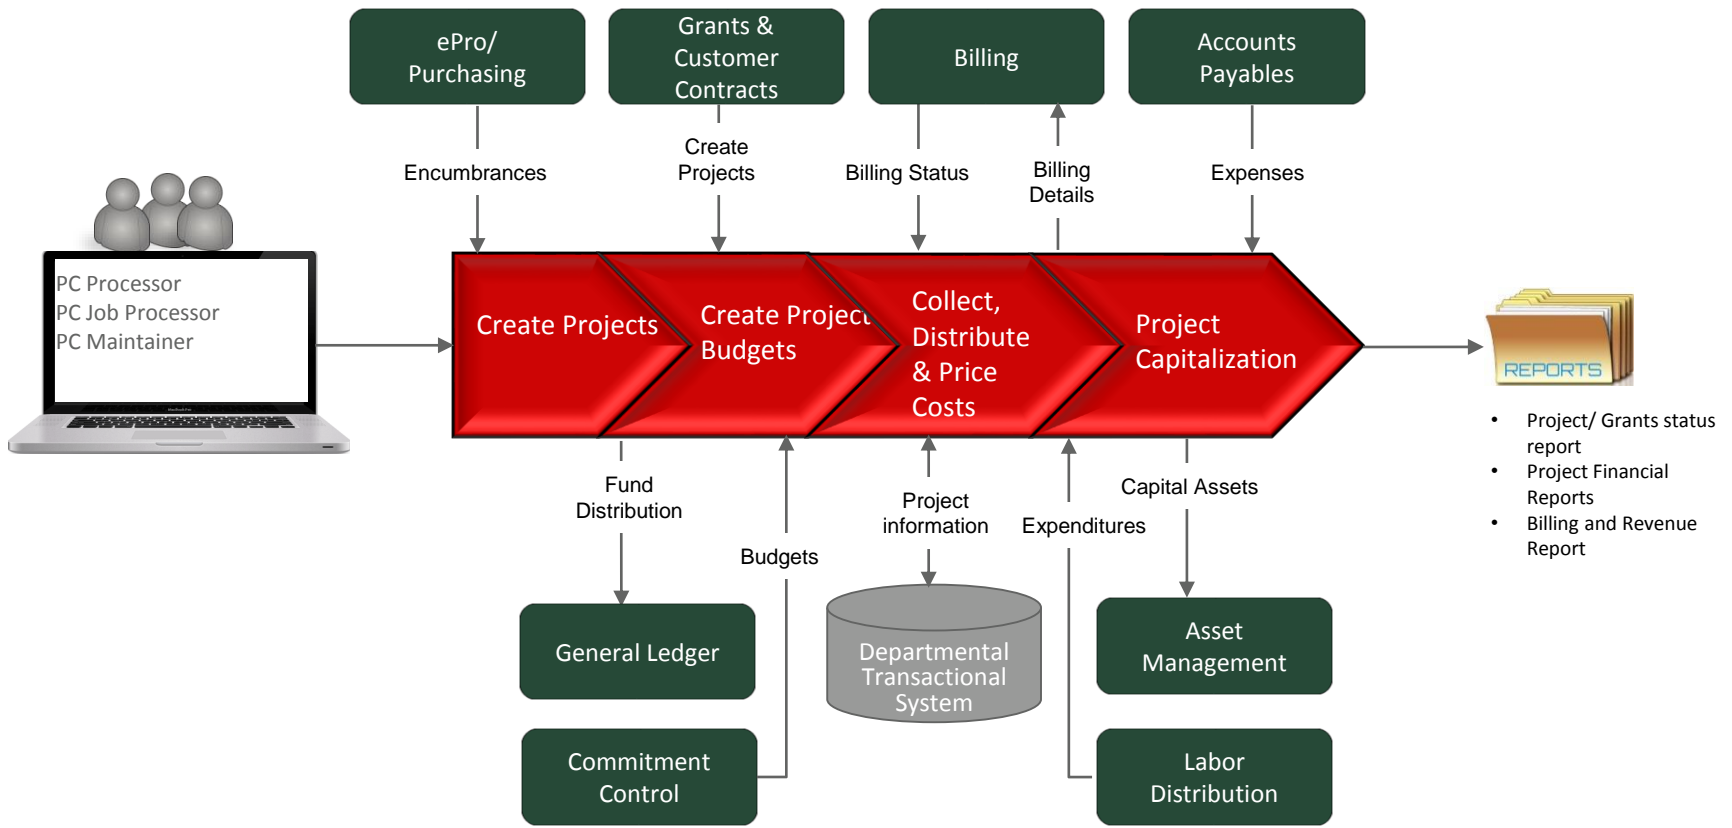 ePro/
Purchasing
Grants &
Customer
Contracts
Billing
Accounts
Payables
Encumbrances
Create
Projects
Billing Status
Billing
Details
Expenses
PC Processor
PC Job Processor
PC Maintainer
Create Projects
Create Project
Budgets
Collect,
Distribute
& Price
Costs
Project
Capitalization
REPORTS
• Project/ Grants status
report
• Project Financial
Reports
• Billing and Revenue
Report
Fund
Distribution
Budgets
Project
information
Expenditures
Capital Assets
General Ledger
Departmental
Transactional
System
Asset
Management
Commitment
Control
Labor
Distribution